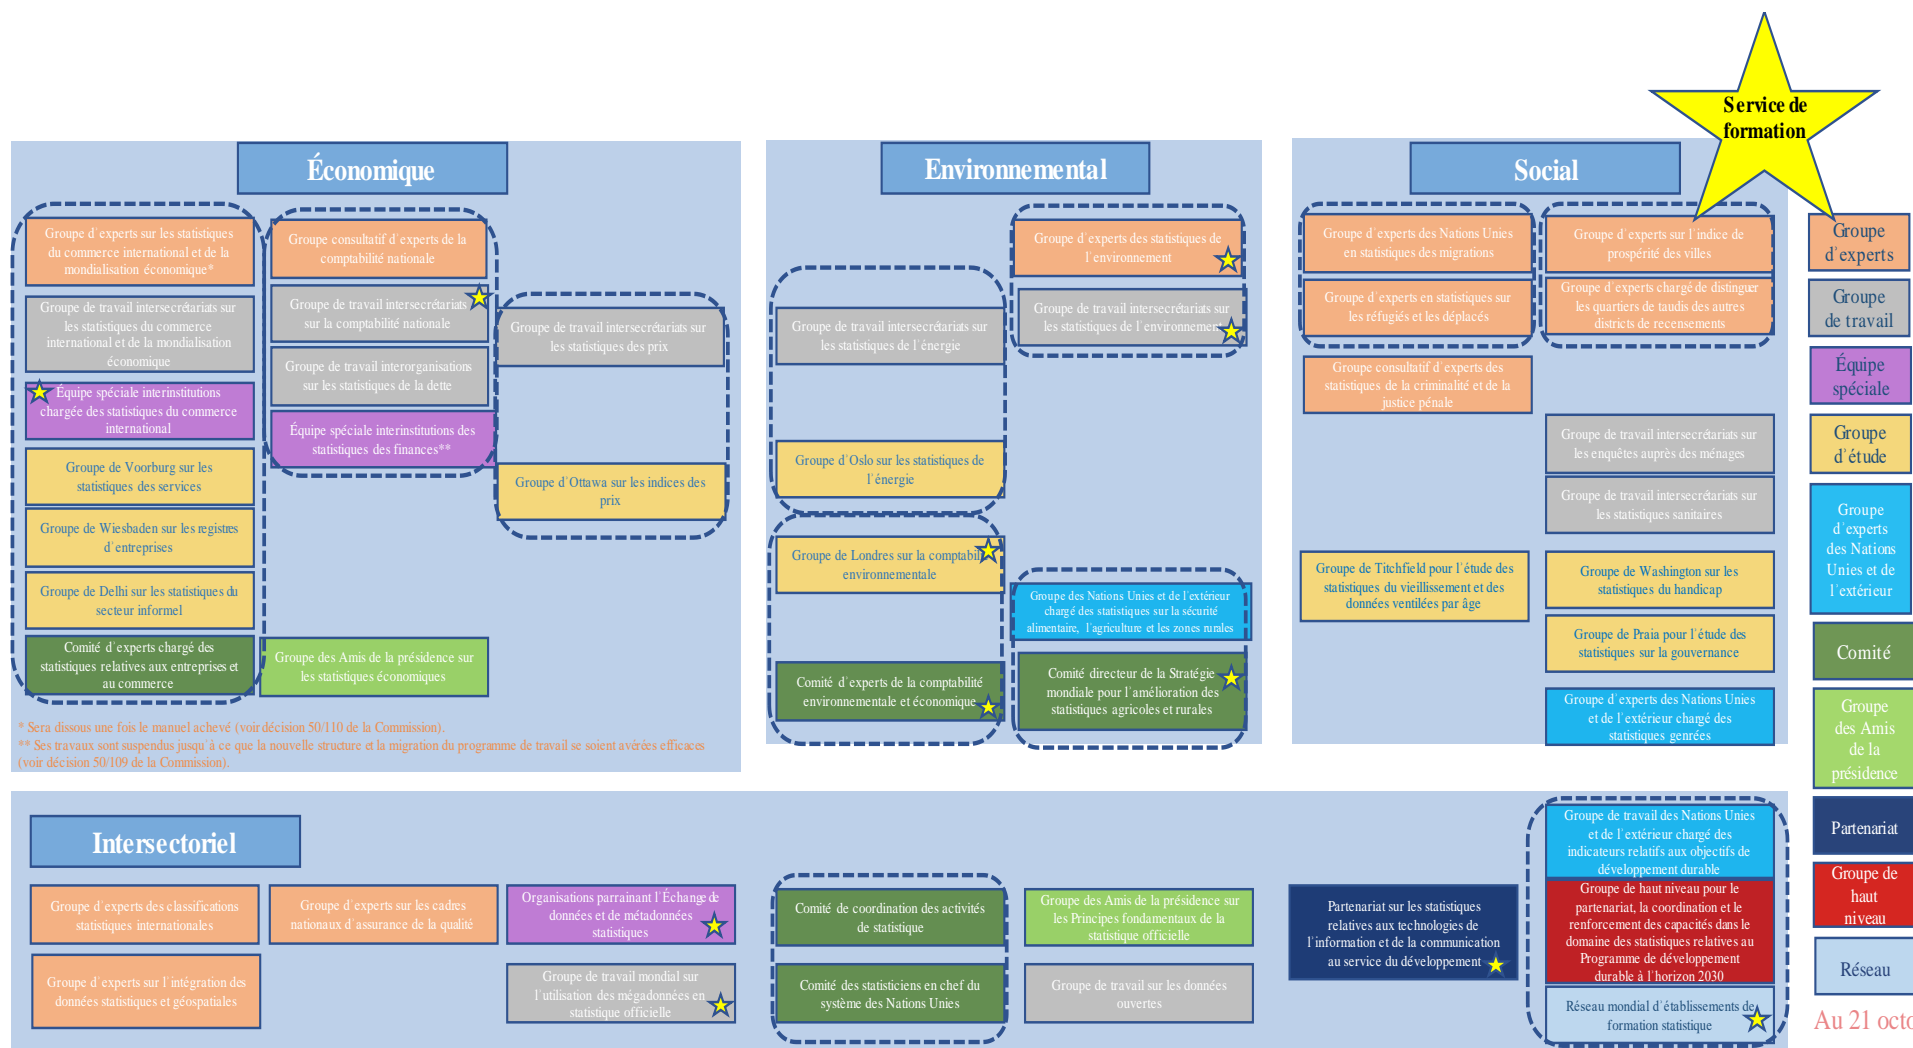 Service de
formation
Économique
Groupe d'experts sur les statistiques
du commerce international et de la
mondialisation économique*
Groupe de travail intersecrétariats sur
les statistiques du commerce
international et de la mondialisation
économique
Équipe spéciale interinstitutions
chargée des statistiques du commerce
international
Groupe de Voorburg sur les
statistiques des services
Groupe de Wiesbaden sur les registres
d'entreprises
Groupe de Delhi sur les statistiques du
secteur informel
Comité d'experts chargé des
statistiques relatives aux entreprises et
au commerce
Groupe consultatif d'experts de la
comptabilité nationale
Groupe de travail intersecrétariats
sur la comptabilité nationale
Groupe de travail interorganisations
sur les statistiques de la dette
Équipe spéciale interinstitutions des
statistiques des finances**
Groupe des Amis de la présidence sur
les statistiques économiques
Groupe de travail intersecrétariats sur
les statistiques des prix
Groupe d'Ottawa sur les indices des
prix
* Sera dissous une fois le manuel achevé (voir décision 50/110 de la Commission).
** Ses travaux sont suspendus jusqu'à ce que la nouvelle structure et la migration du programme de travail se soient avérées efficaces
(voir décision 50/109 de la Commission).
Environnemental
Groupe de travail intersecrétariats sur
les statistiques de l'énergie
Groupe d'Oslo sur les statistiques de
l'énergie
Groupe de Londres sur la
environnementale
Comité d'experts de la comptabilité
environnementale et économique
Groupe d'experts des statistiques de
l'environnement
Groupe de travail intersecrétariats sur
les statistiques de
Groupe des Nations Unies et de l'extérieur
chargé des statistiques sur la sécurité
alimentaire, l'agriculture et les zones rurales
Comité directeur de la Stratégie
mondiale pour l'amélioration des
statistiques agricoles et rurales
Social
Groupe d'experts des Nations Unies
en statistiques des migrations
Groupe d'experts en statistiques sur
les réfugiés et les déplacés
Groupe consultatif d'experts des
statistiques de la criminalité et de la
justice pénale
Groupe de Titchfield pour l'étude des
statistiques du vieillissement et des
données ventilées par âge
Groupe d'experts sur l'indice de
prospérité des villes
Groupe d'experts chargé de distinguer
les quartiers de taudis des autres
districts de recensements
Groupe de travail intersecrétariats sur
les enquêtes auprès des ménages
Groupe de travail intersecrétariats sur
les statistiques sanitaires
Groupe de Washington sur les
statistiques du handicap
Groupe de Praia pour l'étude des
statistiques sur la gouvernance
Groupe d'experts des Nations Unies
et de l'extérieur chargé des
statistiques genrées
Intersectoriel
Groupe d'experts des classifications
statistiques internationales
Groupe d'experts sur l'intégration des
données statistiques et géospatiales
Groupe d'experts sur les cadres
nationaux d'assurance de la qualité
Organisations parrainant l'Échange de
données et de métadonnées
statistiques
Groupe de travail mondial sur
l'utilisation des mégadonnées en
statistique officielle
Comité de coordination des activités
de statistique
Comité des statisticiens en chef du
système des Nations Unies
Groupe des Amis de la présidence sur
les Principes fondamentaux de la
statistique officielle
Groupe de travail sur les données
ouvertes
Partenariat sur les statistiques
relatives aux technologies de
l'information et de la communication
au service du développement
Groupe de travail des Nations Unies
et de l'extérieur chargé des
indicateurs relatifs aux objectifs de
développement durable
Groupe de haut niveau pour le
partenariat, la coordination et le
renforcement des capacités dans le
domaine des statistiques relatives au
Programme de développement
durable à l'horizon 2030
Réseau mondial d'établissements de
formation statistique
Groupe
d'experts
Groupe
de travail
Équipe
spéciale
Groupe
d'étude
Groupe
d'experts
des Nations
Unies et de
l'extérieur
Comité
Groupe
des Amis
de la
présidence
Partenariat
Groupe de
haut
niveau
Réseau
Au 21